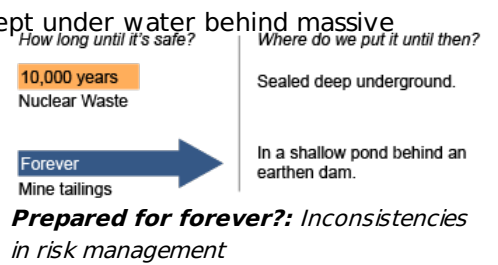 ept under water behind massive
How long until it's safe?
Where do we put it until then?
10,000 years
Sealed deep underground.
Nuclear Waste
Forever
In a shallow pond behind an
earthen dam.
Mine tailings
Prepared for forever?: Inconsistencies
in risk management